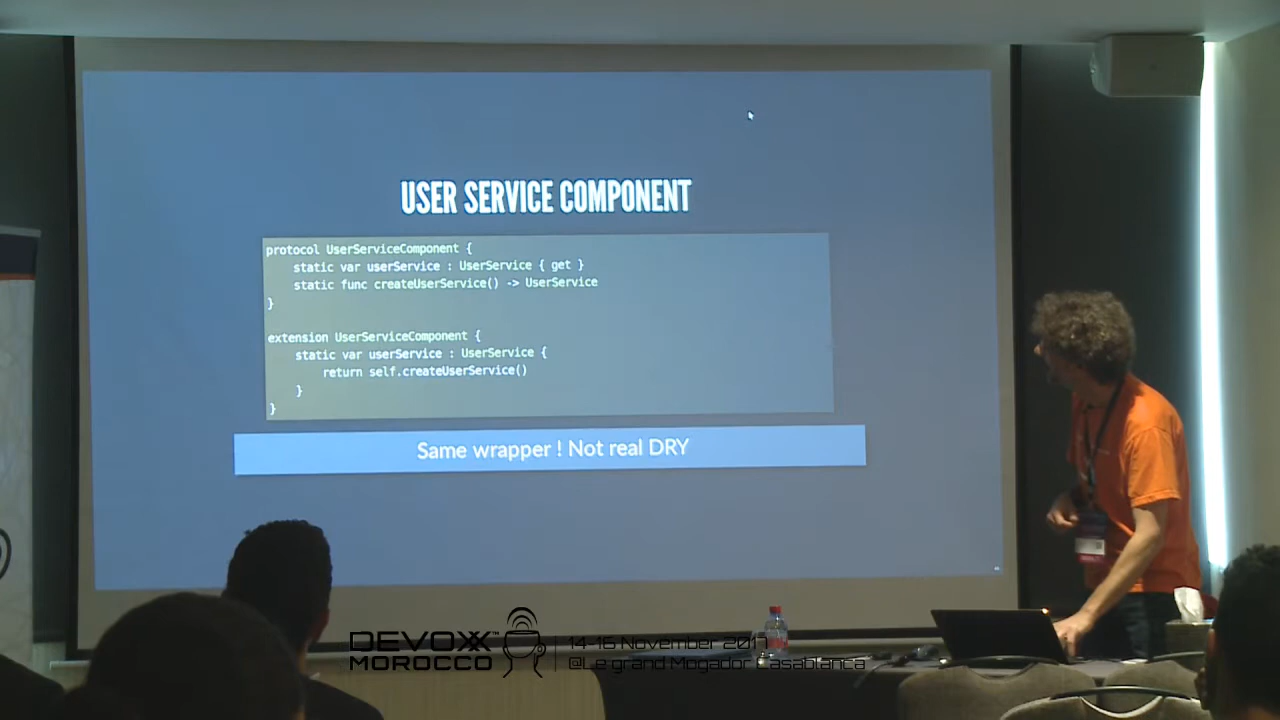 USER SERVICE COMPONENT
protocol UserServiceComponent {
static var userService : UserService { get }
static func createUserService() -> UserService
}
extension UserServiceComponent {
static var userService : UserService {
return self.createUserService()
}
}
Same wrapper ! Not real DRY
DEVOXX™
MOROCCO
14-16 November 2017
@Le grand Mogador Casablanca